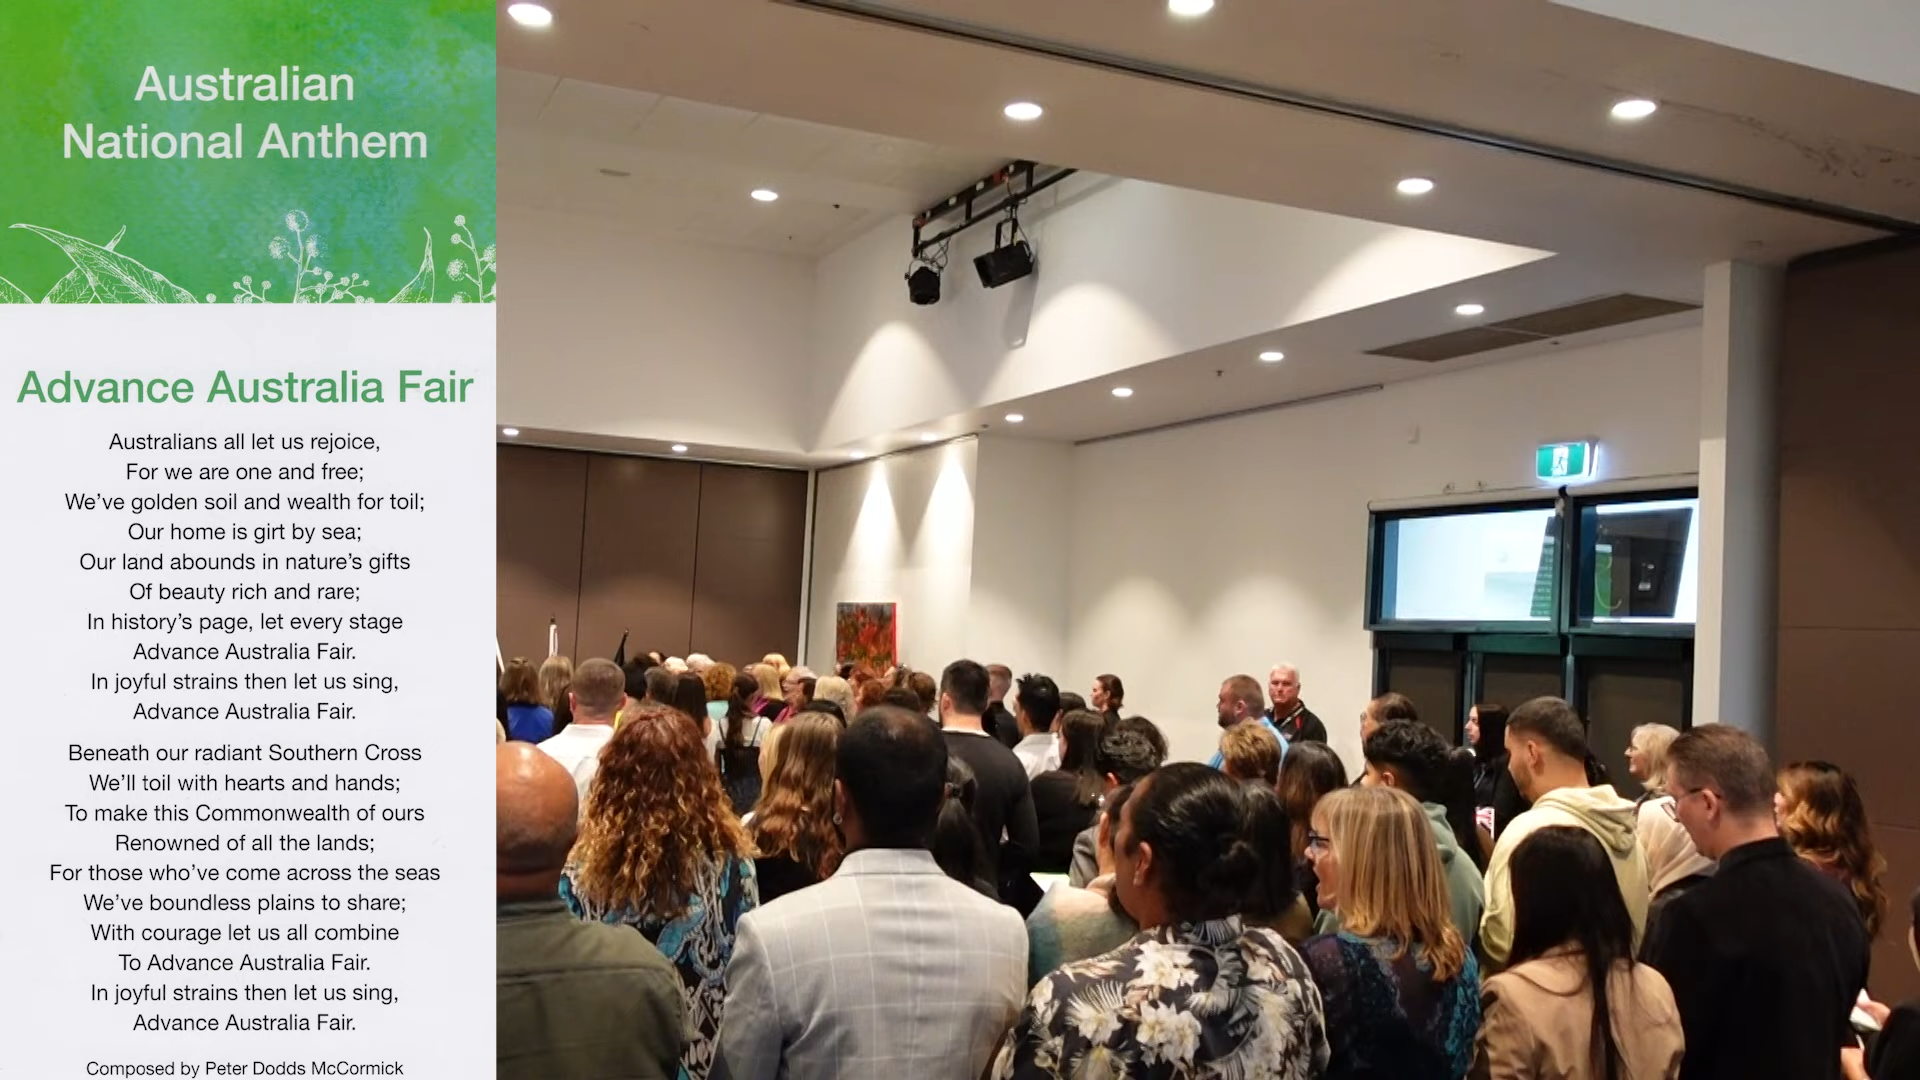 Australian
National Anthem
Advance Australia Fair
Australians all let us rejoice,
For we are one and free;
We’ve golden soil and wealth for toil;
Our home is girt by sea;
Our land abounds in nature’s gifts
Of beauty rich and rare;
In history’s page, let every stage
Advance Australia Fair.
In joyful strains then let us sing,
Advance Australia Fair.
Beneath our radiant Southern Cross
We’ll toil with hearts and hands;
To make this Commonwealth of ours
Renowned of all the lands;
For those who’ve come across the seas
We’ve boundless plains to share;
With courage let us all combine
To Advance Australia Fair.
In joyful strains then let us sing,
Advance Australia Fair.
Composed by Peter Dodds McCormick